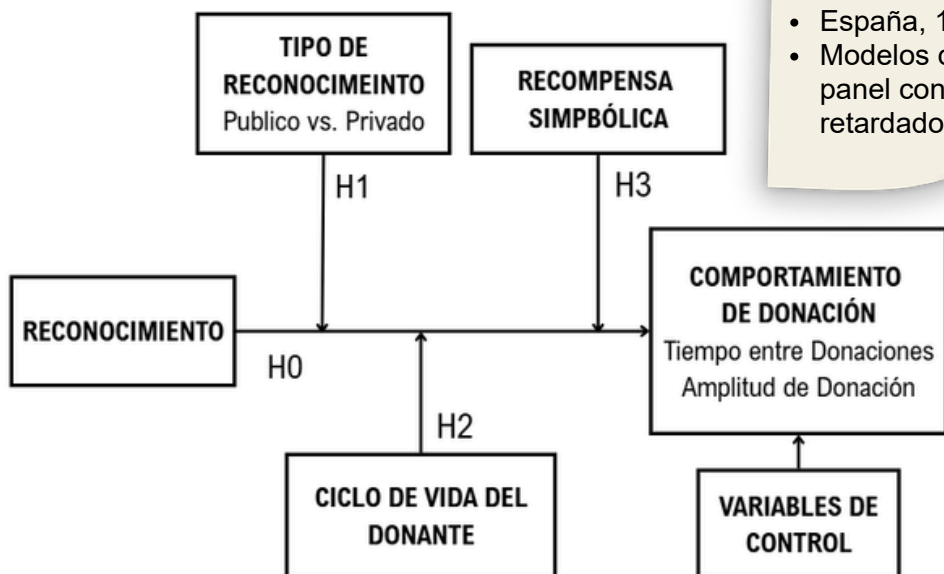 TIPO DE
RECONOCIMEINTO
Publico vs. Privado
RECOMPENSA
SIMPBÓLICA
• España, 1
• Modelos
panel con
retardado
H1
H3
RECONOCIMIENTO
H0
COMPORTAMIENTO
DE DONACIÓN
Tiempo entre Donaciones
Amplitud de Donación
H2
CICLO DE VIDA DEL
DONANTE
VARIABLES DE
CONTROL